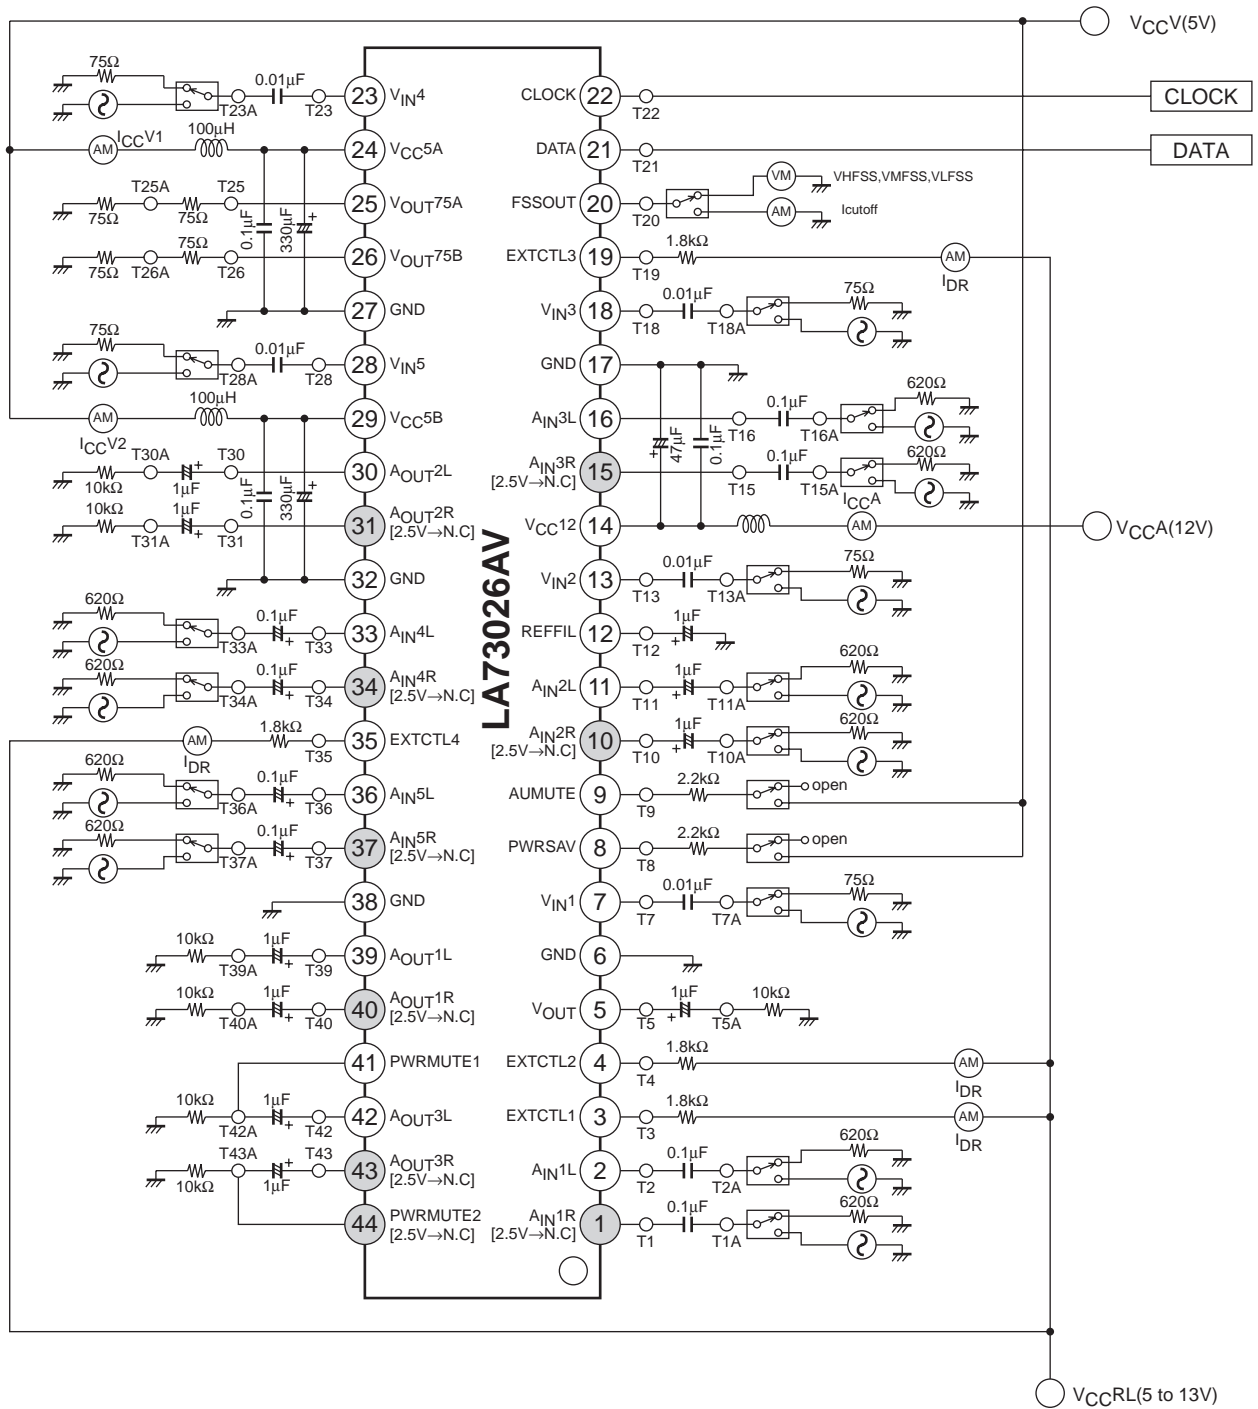 VCCV(5V)
75Ω
0.01μF
T23A
T23
23
VIN4
CLOCK
22
T22
CLOCK
AM
ICCV1
100μH
24
VCC5A
DATA
21
T21
DATA
T25A
T25
75Ω
75Ω
25
VOUT75A
FSSOUT
20
T20
VM
VHFSS,VMFSS,VLFSS
AM
Icutoff
0.1μF
330μF
+
75Ω
75Ω
T26A
T26
26
VOUT75B
EXTCTL3
19
T19
1.8kΩ
AM
IDR
27
GND
VIN3
18
T18
0.01μF
T18A
75Ω
75Ω
0.01μF
T28A
T28
28
VIN5
GND
17
AM
ICCV2
100μH
29
VCC5B
AIN3L
16
T16
0.1μF
T16A
620Ω
47μF
+
0.1μF
T30A
T30
10kΩ
1μF
+
30
AOUT2L
AIN3R
[2.5V→N.C]
15
T15
0.1μF
T15A
620Ω
0.1μF
330μF
+
10kΩ
1μF
+
T31A
T31
31
AOUT2R
[2.5V→N.C]
VCC12
14
ICCA
AM
VCCA(12V)
32
GND
VIN2
13
T13
0.01μF
T13A
75Ω
LA73026AV
620Ω
0.1μF
+
T33A
T33
33
AIN4L
REFFIL
12
T12
1μF
+
620Ω
0.1μF
+
T34A
T34
34
AIN4R
[2.5V→N.C]
AIN2L
11
T11
1μF
+
T11A
620Ω
AM
IDR
1.8kΩ
T35
35
EXTCTL4
AIN2R
[2.5V→N.C]
10
T10
1μF
+
T10A
620Ω
620Ω
0.1μF
+
T36A
T36
36
AIN5L
AUMUTE
9
T9
2.2kΩ
open
620Ω
0.1μF
+
T37A
T37
37
AIN5R
[2.5V→N.C]
PWRSAV
8
T8
2.2kΩ
open
38
GND
VIN1
7
T7
0.01μF
T7A
75Ω
10kΩ
1μF
+
T39A
T39
39
AOUT1L
GND
6
10kΩ
1μF
+
T40A
T40
40
AOUT1R
[2.5V→N.C]
VOUT
5
T5
1μF
+
T5A
10kΩ
41
PWRMUTE1
EXTCTL2
4
T4
1.8kΩ
AM
IDR
10kΩ
1μF
+
T42A
T42
42
AOUT3L
EXTCTL1
3
T3
1.8kΩ
AM
IDR
T43A
T43
10kΩ
1μF
+
43
AOUT3R
[2.5V→N.C]
AIN1L
2
T2
0.1μF
T2A
620Ω
44
PWRMUTE2
[2.5V→N.C]
AIN1R
[2.5V→N.C]
1
T1
0.1μF
T1A
620Ω
VCCRL(5 to 13V)